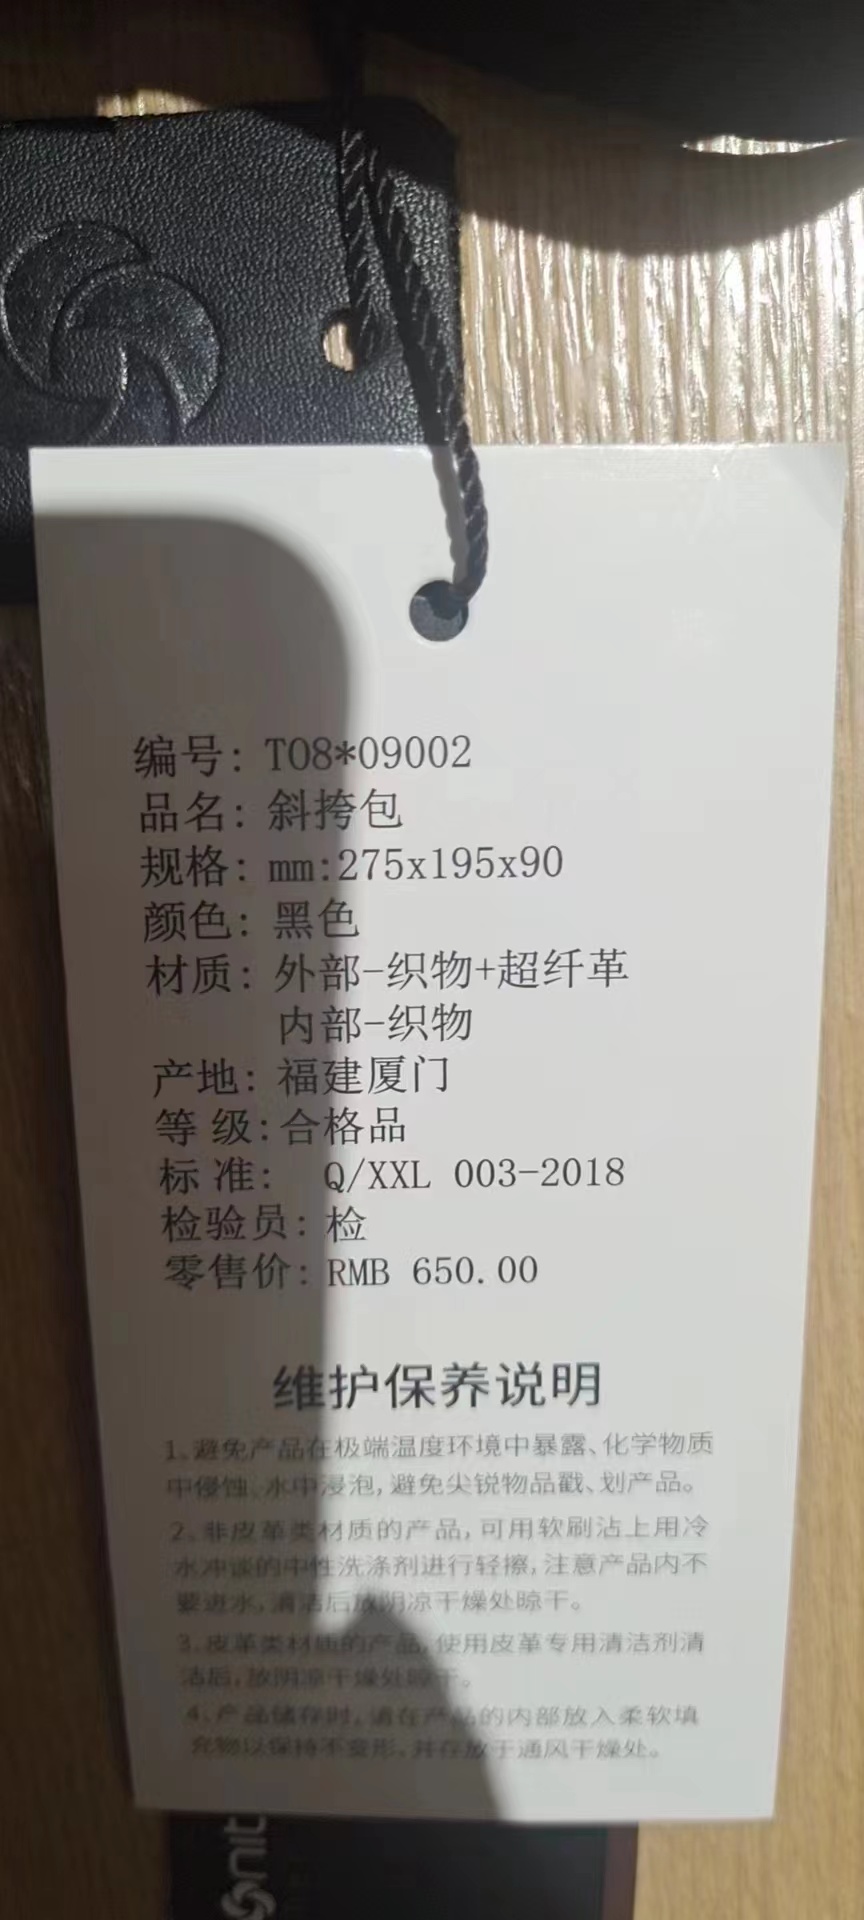 编号: T08*09002
品名: 斜挎包
规格: mm:275x195x90
颜色: 黑色
材质: 外部-织物+超纤革
内部-织物
产地: 福建厦门
等 级: 合格品
标 准: Q/XXL 003-2018
检验员: 检
零售价: RMB 650.00
维护保养说明
1、避免产品在极端温度环境中暴露、化学物质
中侵蚀、水中浸泡, 避免尖锐物品戳、划产品。
2、非皮革类材质的产品, 可用软刷沾上用冷
水冲淡的中性洗涤剂进行轻擦, 注意产品内不
要进水, 清洁后放阴凉干燥处晾干。
3、皮革类材质的产品, 使用皮革专用清洁剂清
洁后, 放阴凉干燥处晾干。
4、产品储存时, 请在产品的内部放入柔软填
充物以保持不变形, 并存放于通风干燥处。
nit